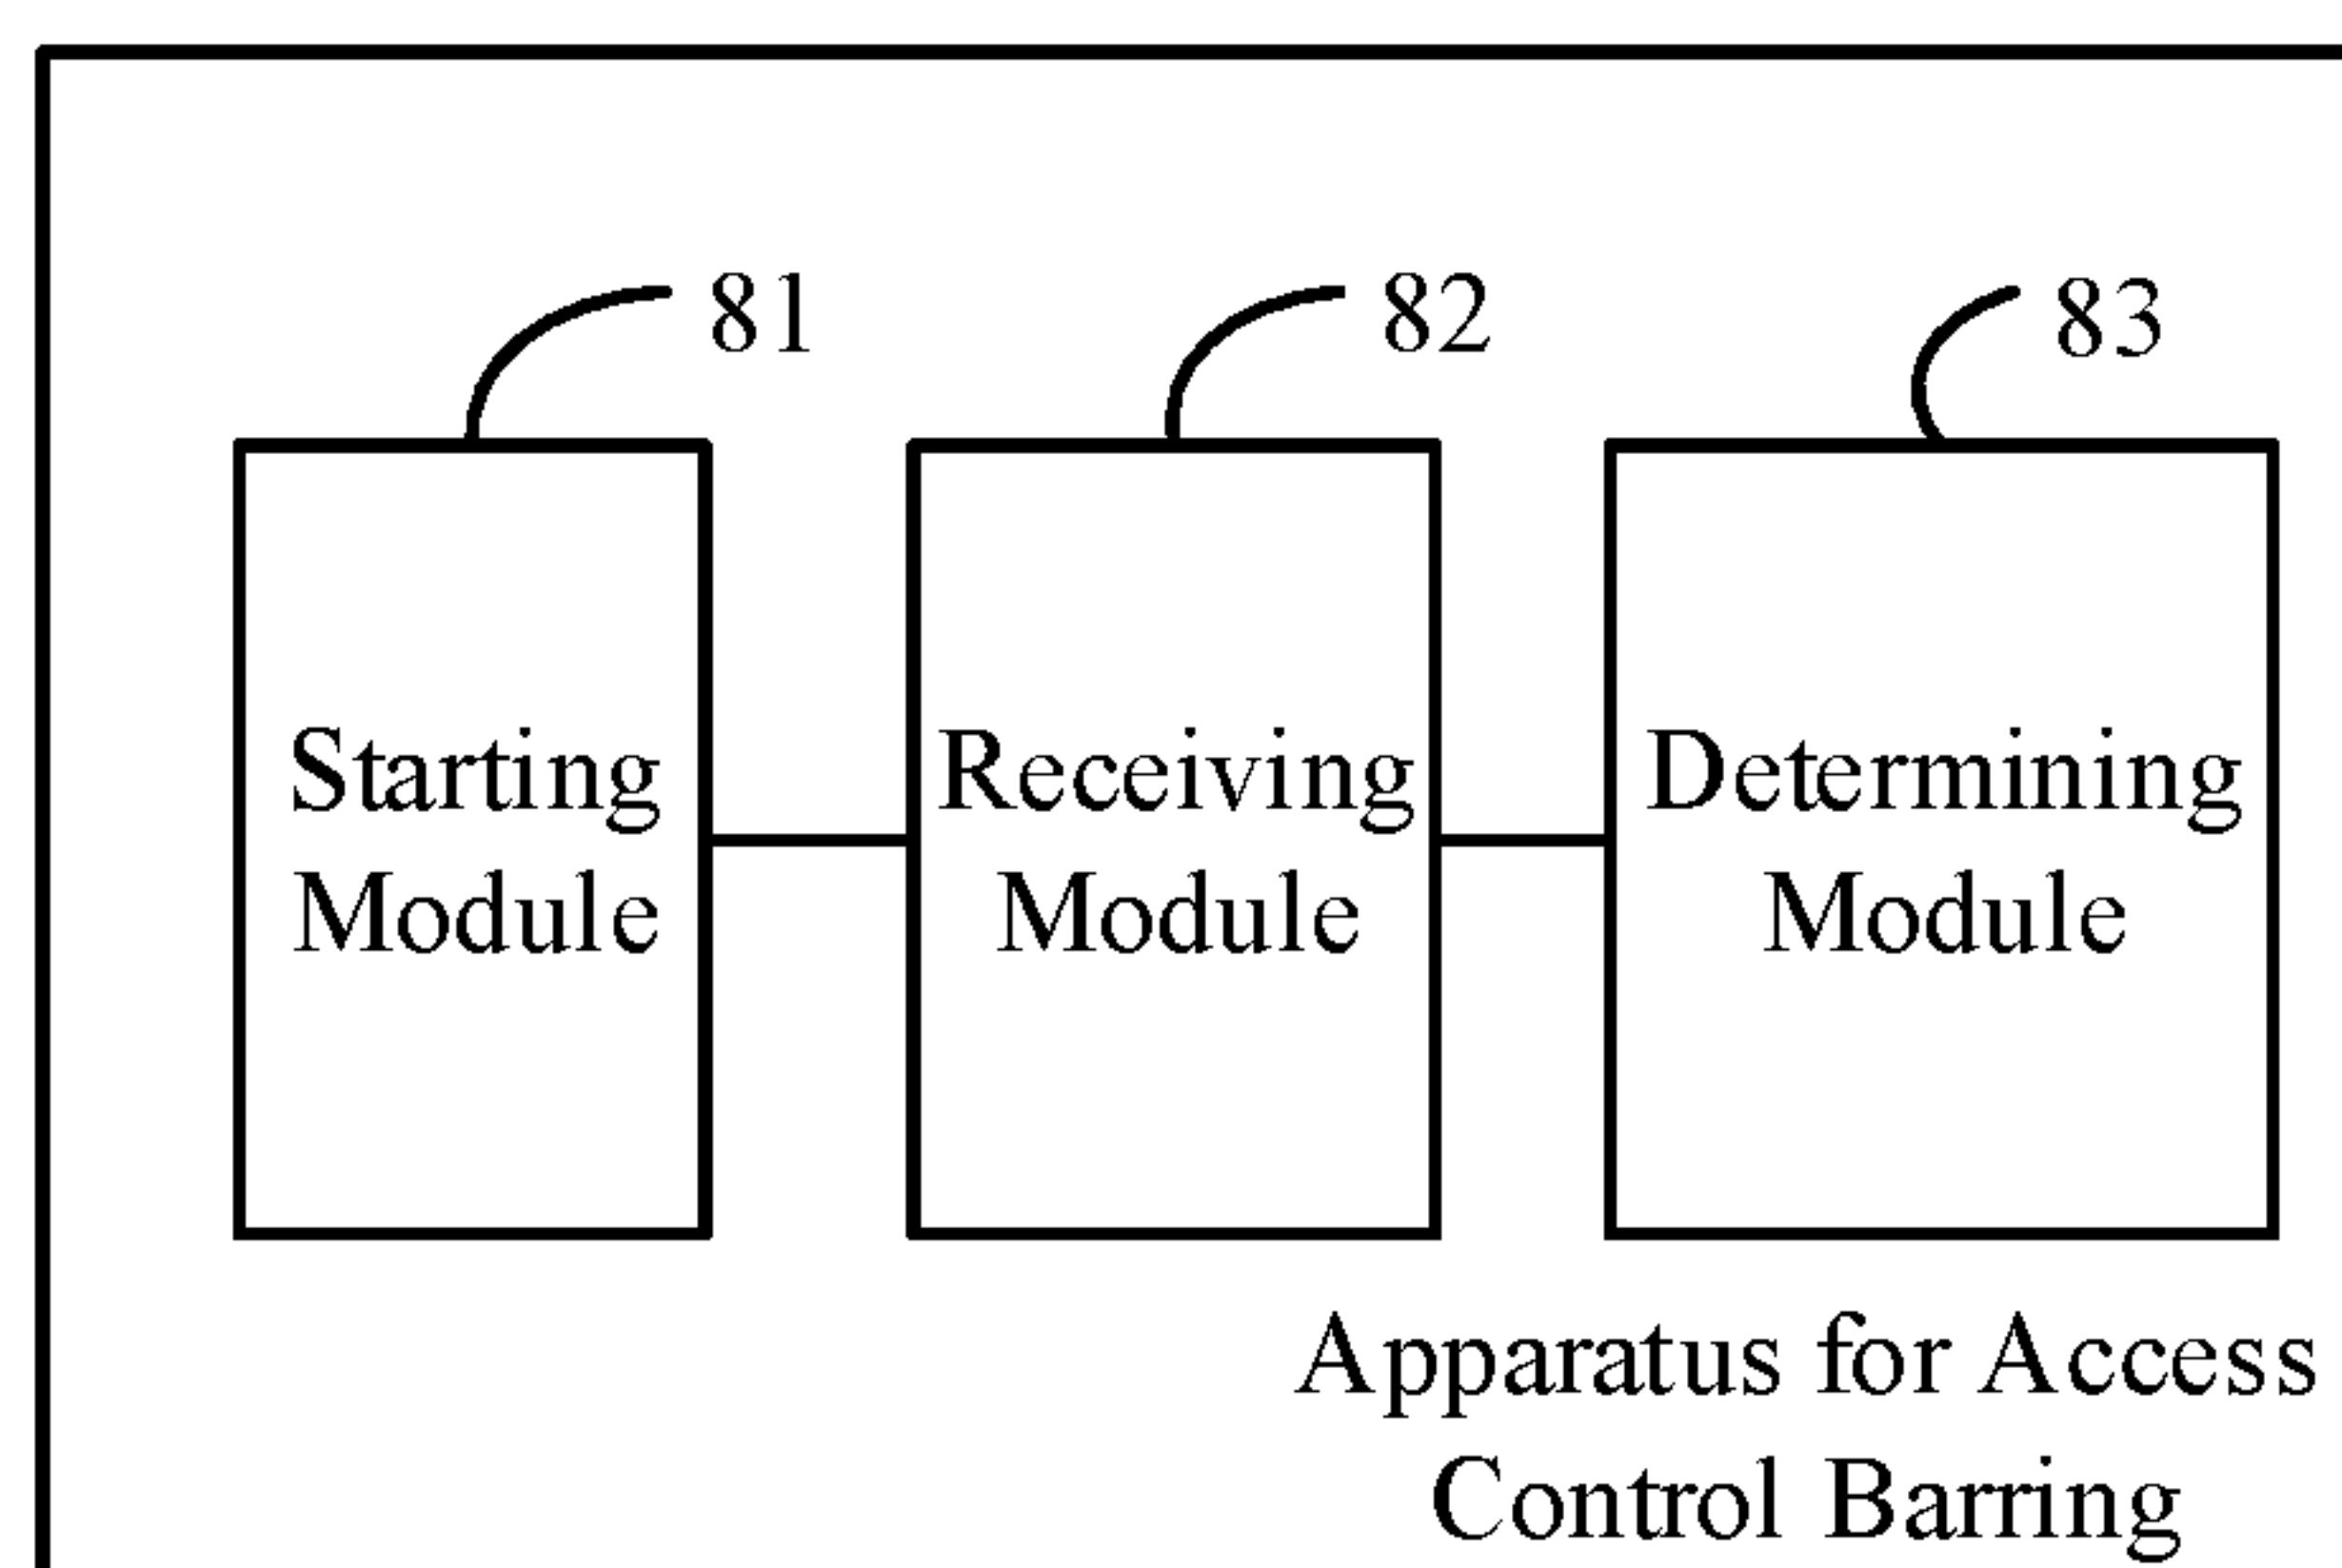 81
82
83
Starting
Module
Receiving
Module
Determining
Module
Apparatus for Access
Control Barring